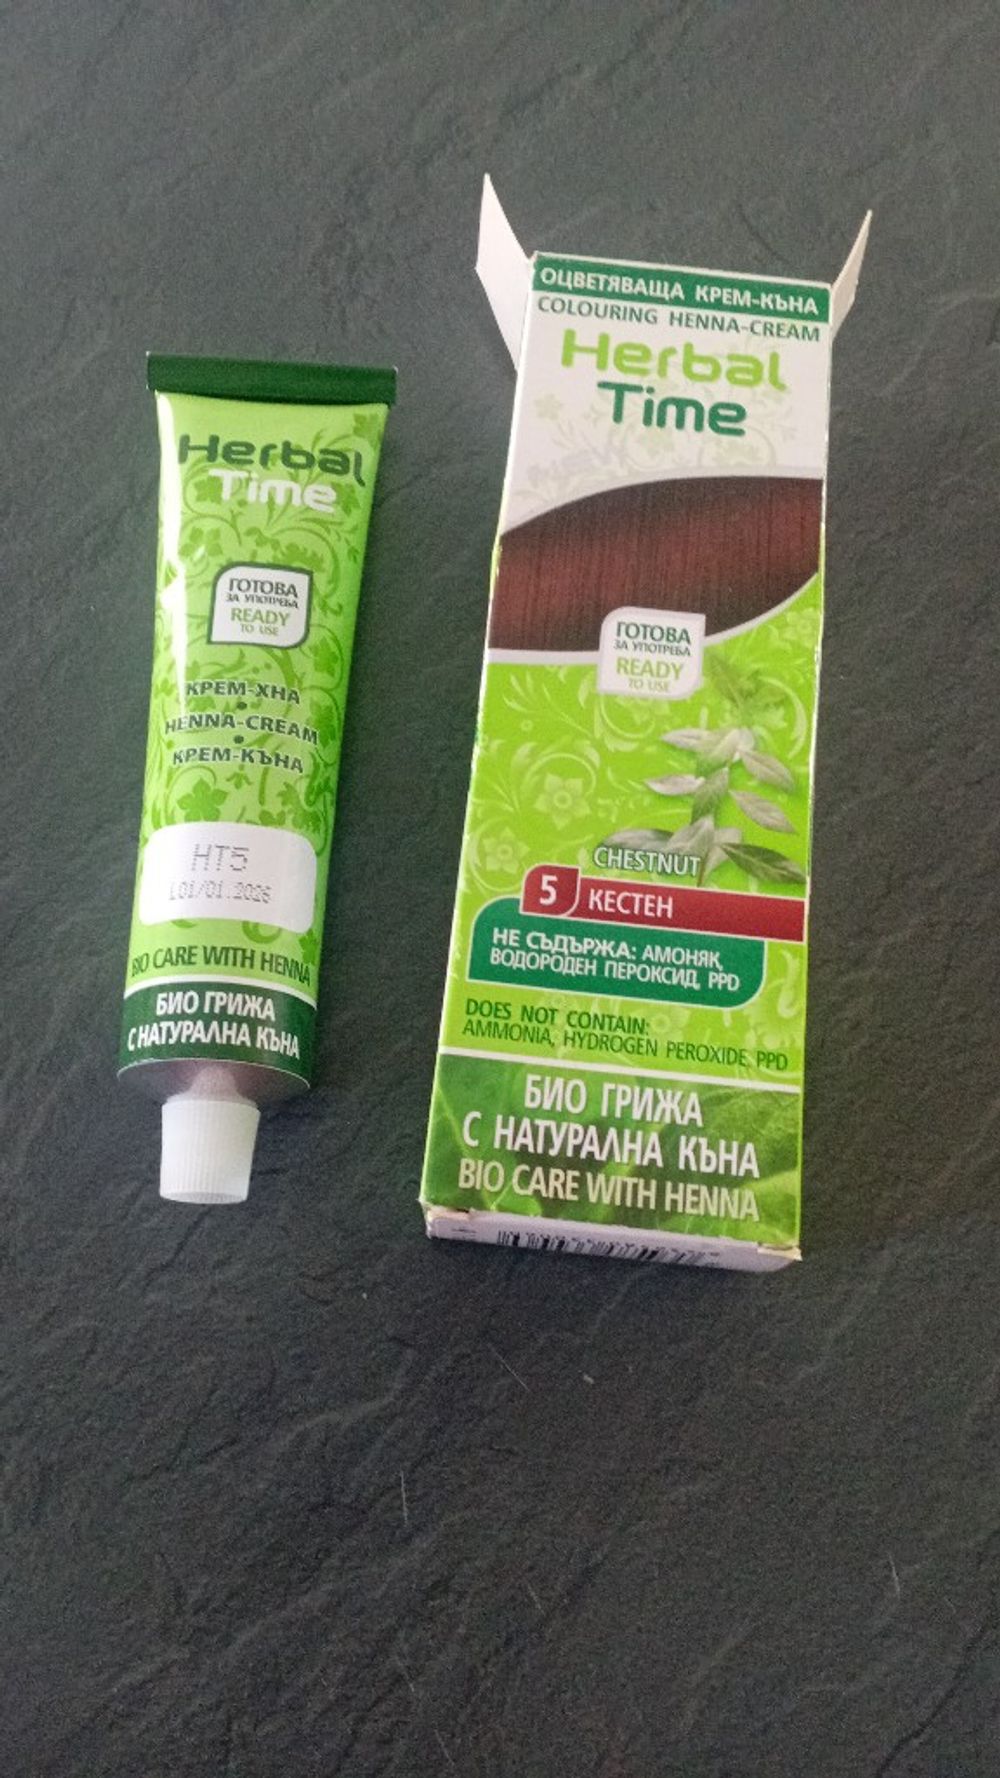 Herbal
Time
ГОТОВА
ЗА УПОТРЕБА
READY
TO USE
КРЕМ-ХНА
HENNA-CREAM
КРЕМ-КЪНА
HT5
L01/01.2026
BIO CARE WITH HENNA
БИО ГРИЖА
С НАТУРАЛНА КЪНА
ОЦВЕТЯВАЩА КРЕМ-КЪНА
COLOURING HENNA-CREAM
Herbal
Time
ГОТОВА
ЗА УПОТРЕБА
READY
TO USE
CHESTNUT
5 КЕСТЕН
НЕ СЪДЪРЖА: АМОНЯК,
ВОДОРОДЕН ПЕРОКСИД, PPD
DOES NOT CONTAIN:
AMMONIA, HYDROGEN PEROXIDE, PPD
БИО ГРИЖА
С НАТУРАЛНА КЪНА
BIO CARE WITH HENNA